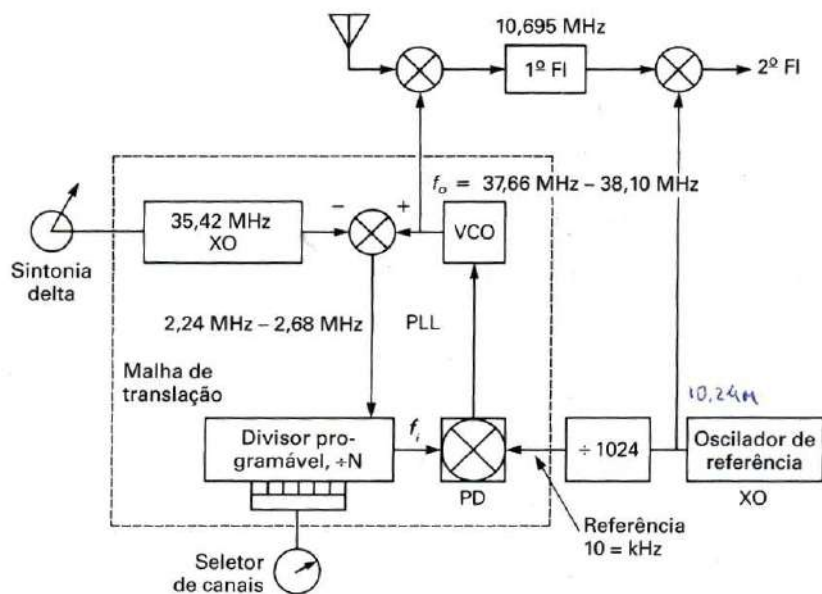 10,695 MHz
1º FI
2º FI
f₀ = 37,66 MHz – 38,10 MHz
35,42 MHz
XO
−
+
VCO
Sintonia
delta
2,24 MHz – 2,68 MHz
PLL
Malha de
translação
10.24M
Divisor pro-
gramável, ÷N
fᵢ
÷ 1024
Oscilador de
referência
PD
XO
Referência
10 = kHz
Seletor
de canais